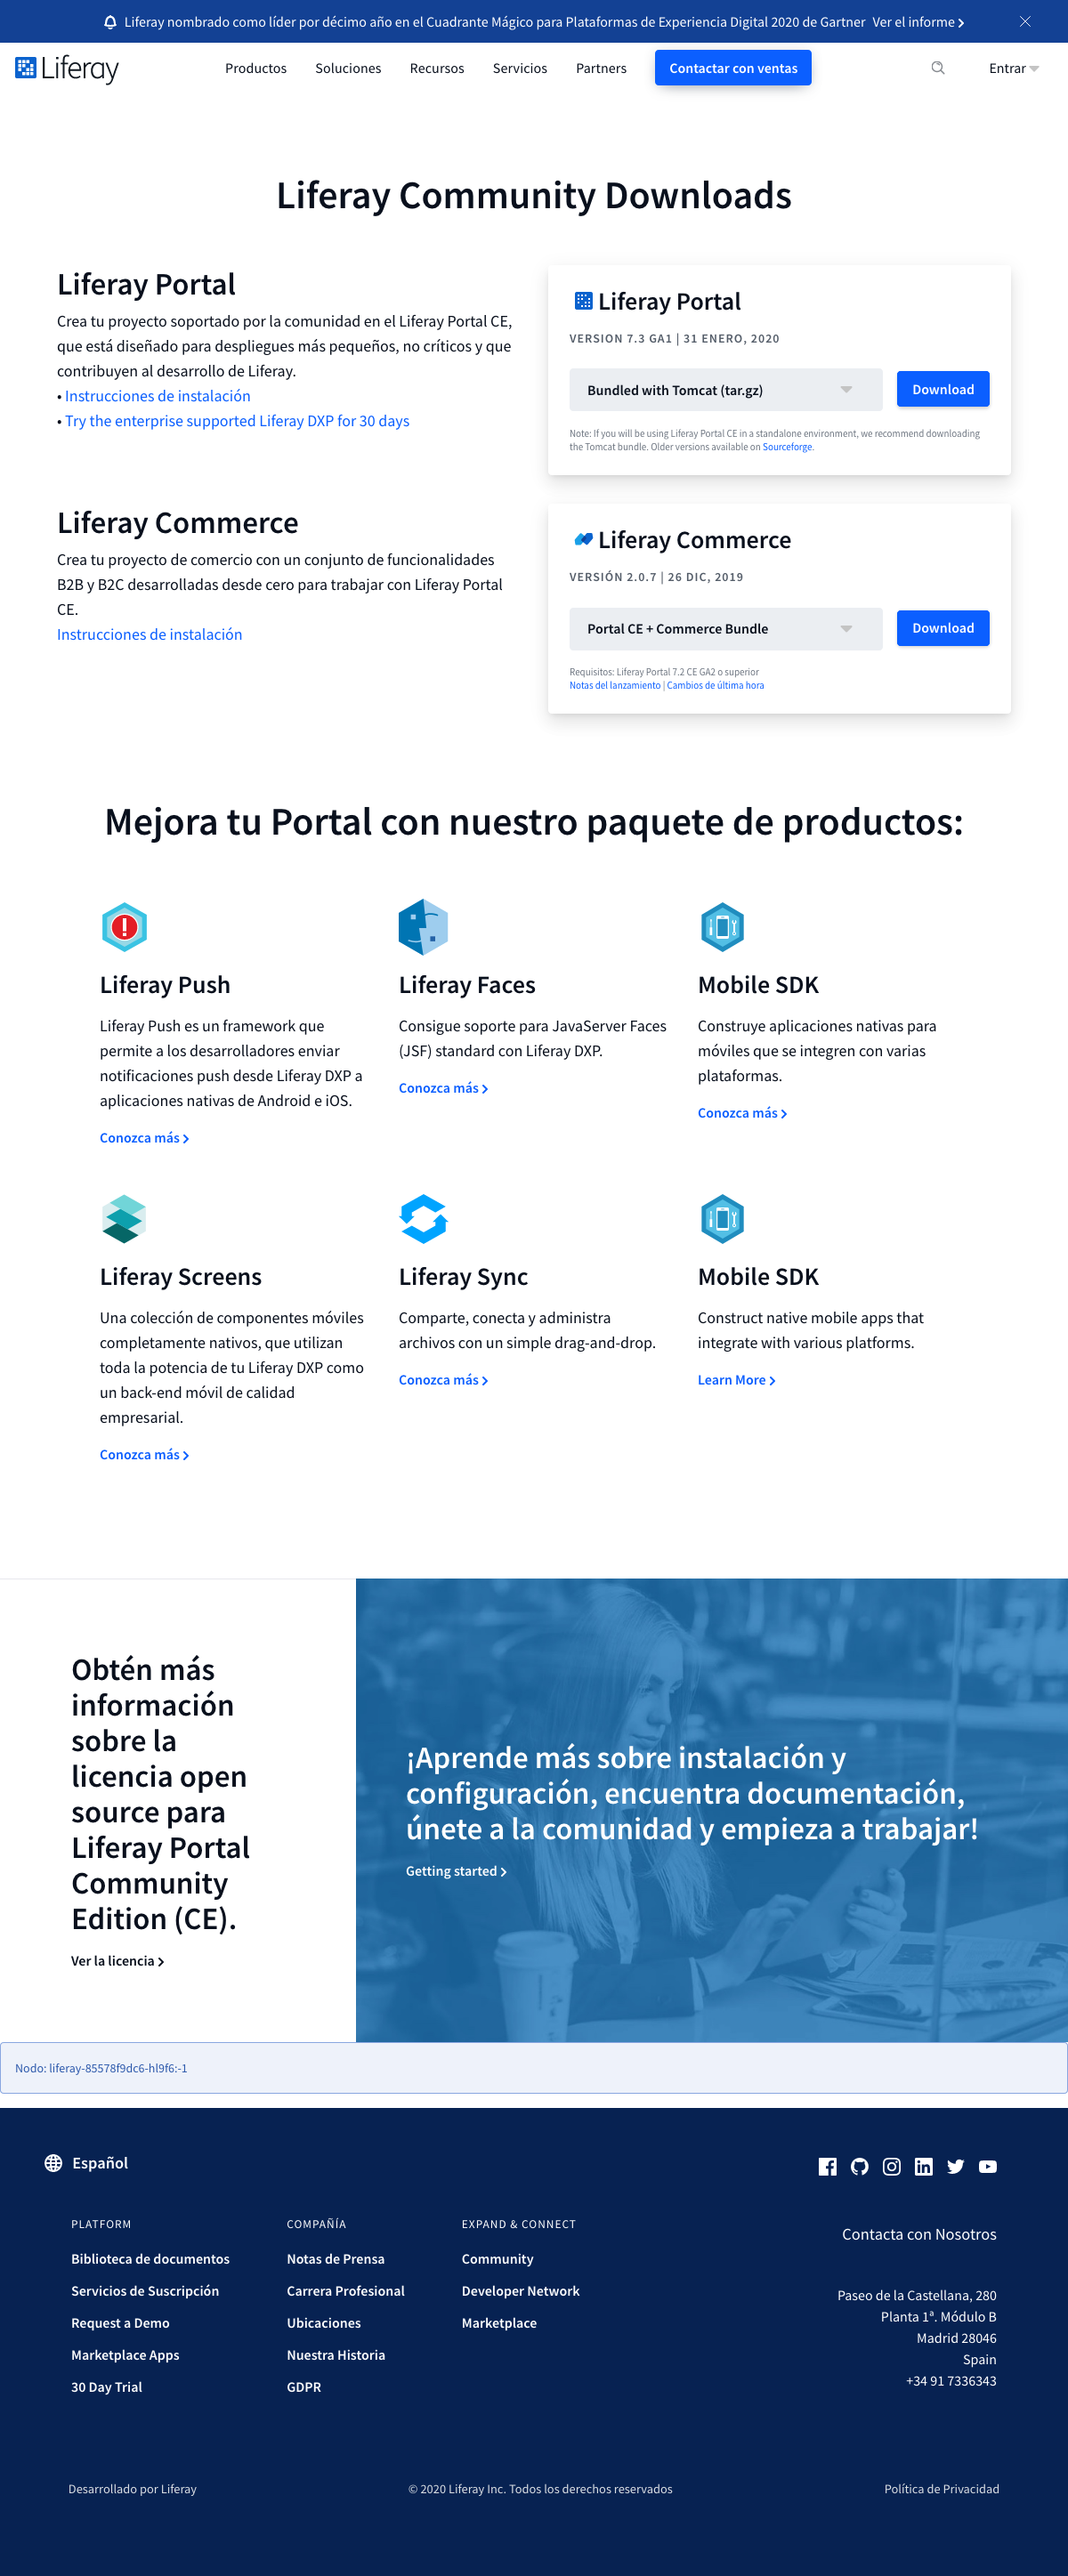 Liferay nombrado como líder por décimo año en el Cuadrante Mágico para Plataformas de Experiencia Digital 2020 de Gartner Ver el informe
Liferay Productos Soluciones Recursos Servicios Partners Contactar con ventas Entrar
Liferay Community Downloads
Liferay Portal
Crea tu proyecto soportado por la comunidad en el Liferay Portal CE,
que está diseñado para despliegues más pequeños, no críticos y que
contribuyen al desarrollo de Liferay.
• Instrucciones de instalación
• Try the enterprise supported Liferay DXP for 30 days
Liferay Portal
VERSION 7.3 GA1 | 31 ENERO, 2020
Bundled with Tomcat (tar.gz) Download
Note: If you will be using Liferay Portal CE in a standalone environment, we recommend downloading
the Tomcat bundle. Older versions available on Sourceforge.
Liferay Commerce
Crea tu proyecto de comercio con un conjunto de funcionalidades
B2B y B2C desarrolladas desde cero para trabajar con Liferay Portal
CE.
Instrucciones de instalación
Liferay Commerce
VERSIÓN 2.0.7 | 26 DIC, 2019
Portal CE + Commerce Bundle Download
Requisitos: Liferay Portal 7.2 CE GA2 o superior
Notas del lanzamiento | Cambios de última hora
Mejora tu Portal con nuestro paquete de productos:
Liferay Push
Liferay Push es un framework que
permite a los desarrolladores enviar
notificaciones push desde Liferay DXP a
aplicaciones nativas de Android e iOS.
Conozca más
Liferay Faces
Consigue soporte para JavaServer Faces
(JSF) standard con Liferay DXP.
Conozca más
Mobile SDK
Construye aplicaciones nativas para
móviles que se integren con varias
plataformas.
Conozca más
Liferay Screens
Una colección de componentes móviles
completamente nativos, que utilizan
toda la potencia de tu Liferay DXP como
un back-end móvil de calidad
empresarial.
Conozca más
Liferay Sync
Comparte, conecta y administra
archivos con un simple drag-and-drop.
Conozca más
Mobile SDK
Construct native mobile apps that
integrate with various platforms.
Learn More
Obtén más
información
sobre la
licencia open
source para
Liferay Portal
Community
Edition (CE).
Ver la licencia
¡Aprende más sobre instalación y
configuración, encuentra documentación,
únete a la comunidad y empieza a trabajar!
Getting started
Nodo: liferay-85578f9dc6-hl9f6:-1
Español
PLATFORM
Biblioteca de documentos
Servicios de Suscripción
Request a Demo
Marketplace Apps
30 Day Trial
COMPAÑÍA
Notas de Prensa
Carrera Profesional
Ubicaciones
Nuestra Historia
GDPR
EXPAND & CONNECT
Community
Developer Network
Marketplace
Contacta con Nosotros
Paseo de la Castellana, 280
Planta 1ª. Módulo B
Madrid 28046
Spain
+34 91 7336343
Desarrollado por Liferay © 2020 Liferay Inc. Todos los derechos reservados Política de Privacidad